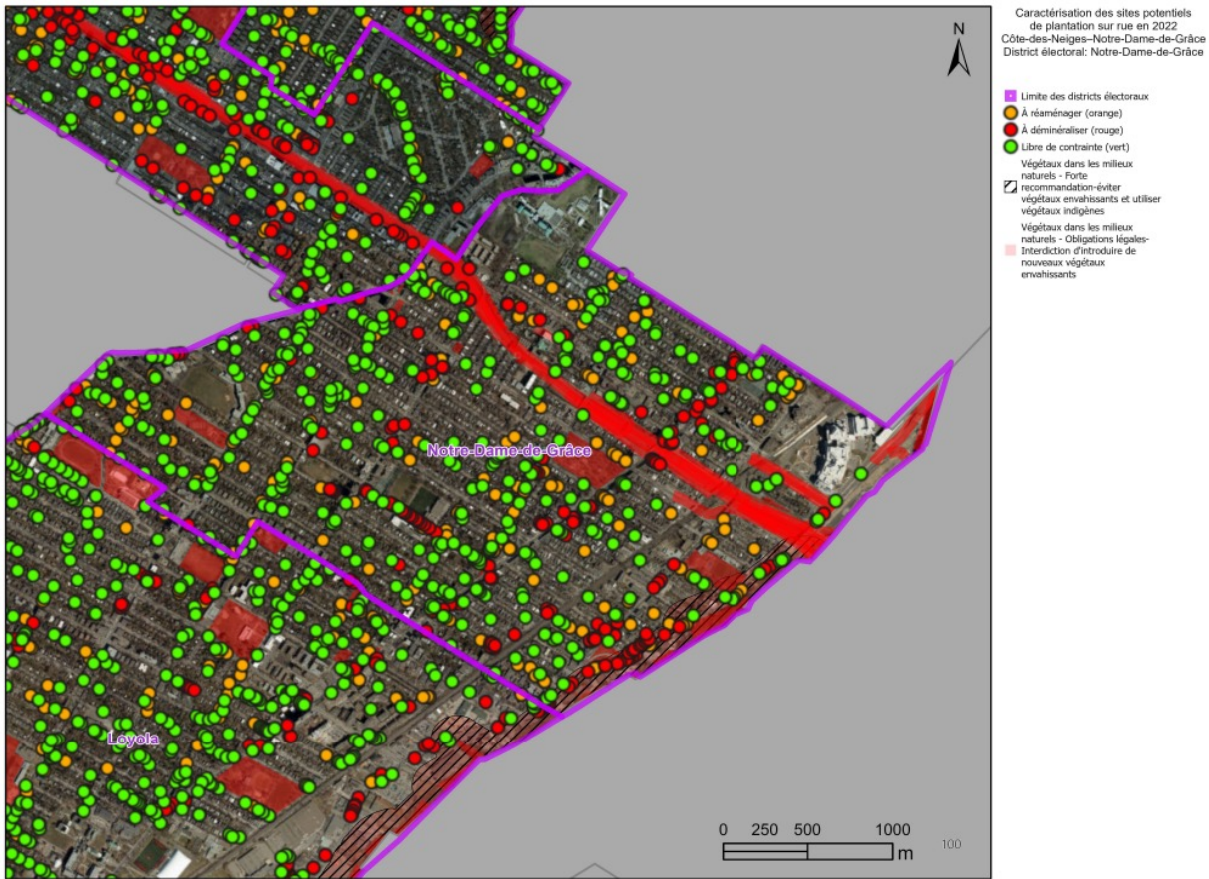 Caractérisation des sites potentiels
de plantation sur rue en 2022
Côte-des-Neiges–Notre-Dame-de-Grâce
District électoral: Notre-Dame-de-Grâce
N
Limite des districts électoraux
À réaménager (orange)
À déminéraliser (rouge)
Libre de contrainte (vert)
Végétaux dans les milieux
naturels - Forte
recommandation-éviter
végétaux envahissants et utiliser
végétaux indigènes
Végétaux dans les milieux
naturels - Obligations légales-
Interdiction d'introduire de
nouveaux végétaux
envahissants
Notre-Dame-de-Grâce
Loyola
0 250 500 1000
m
100